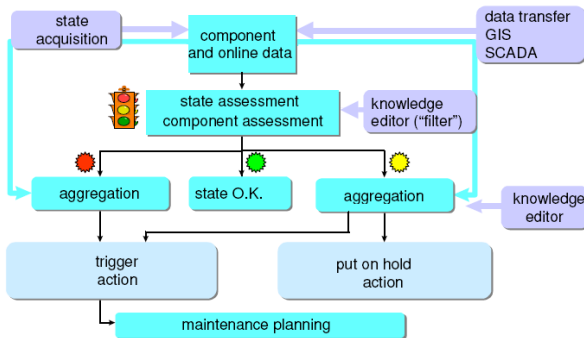 state
acquisition
component
and online data
data transfer
GIS
SCADA
state assessment
component assessment
knowledge
editor ("filter")
aggregation
state O.K.
aggregation
knowledge
editor
trigger
action
put on hold
action
maintenance planning